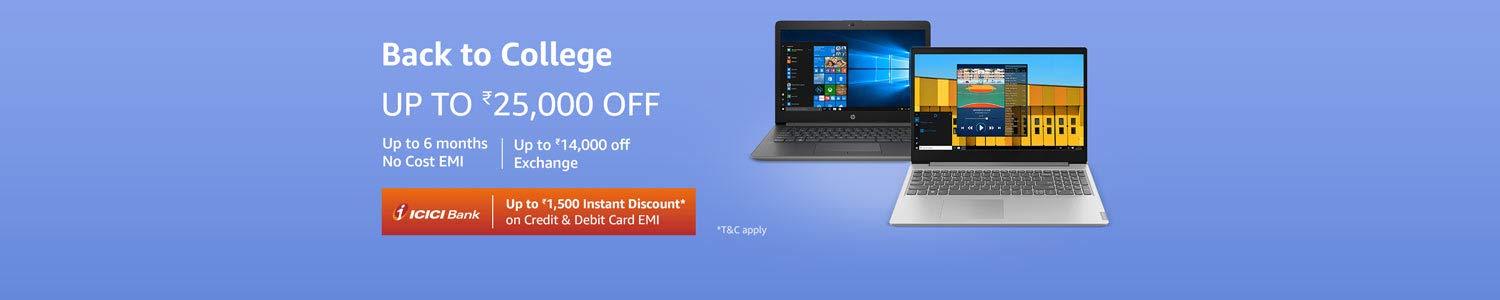 Back to College
UP TO ₹25,000 OFF
Up to 6 months
No Cost EMI
Up to ₹14,000 off
Exchange
ICICI Bank
Up to ₹1,500 Instant Discount*
on Credit & Debit Card EMI
*T&C apply
hp